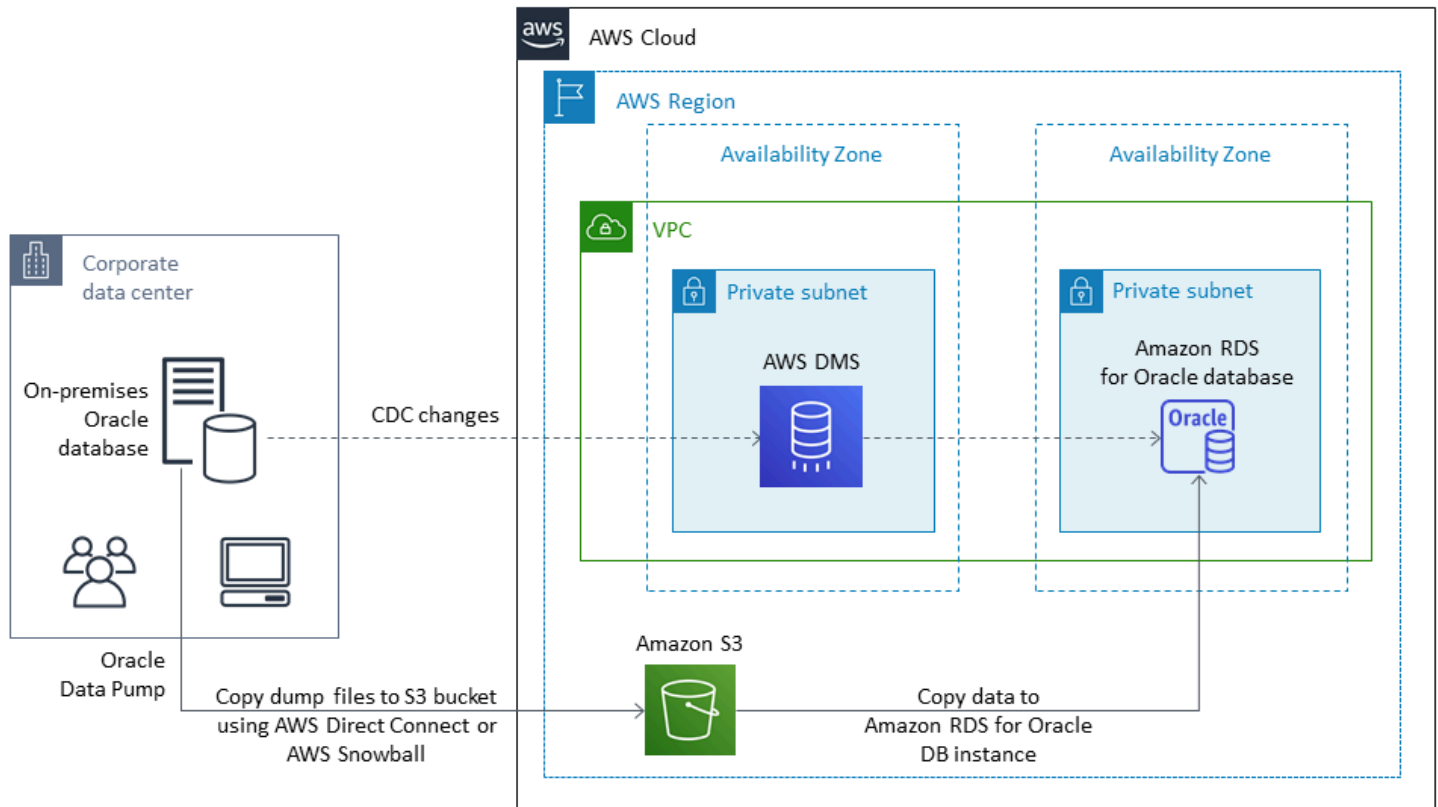 aws
AWS Cloud
AWS Region
Availability Zone
Availability Zone
VPC
Corporate
data center
Private subnet
Private subnet
On-premises
Oracle
database
CDC changes
AWS DMS
Amazon RDS
for Oracle database
Oracle
Oracle
Data Pump
Copy dump files to S3 bucket
using AWS Direct Connect or
AWS Snowball
Amazon S3
Copy data to
Amazon RDS for Oracle
DB instance